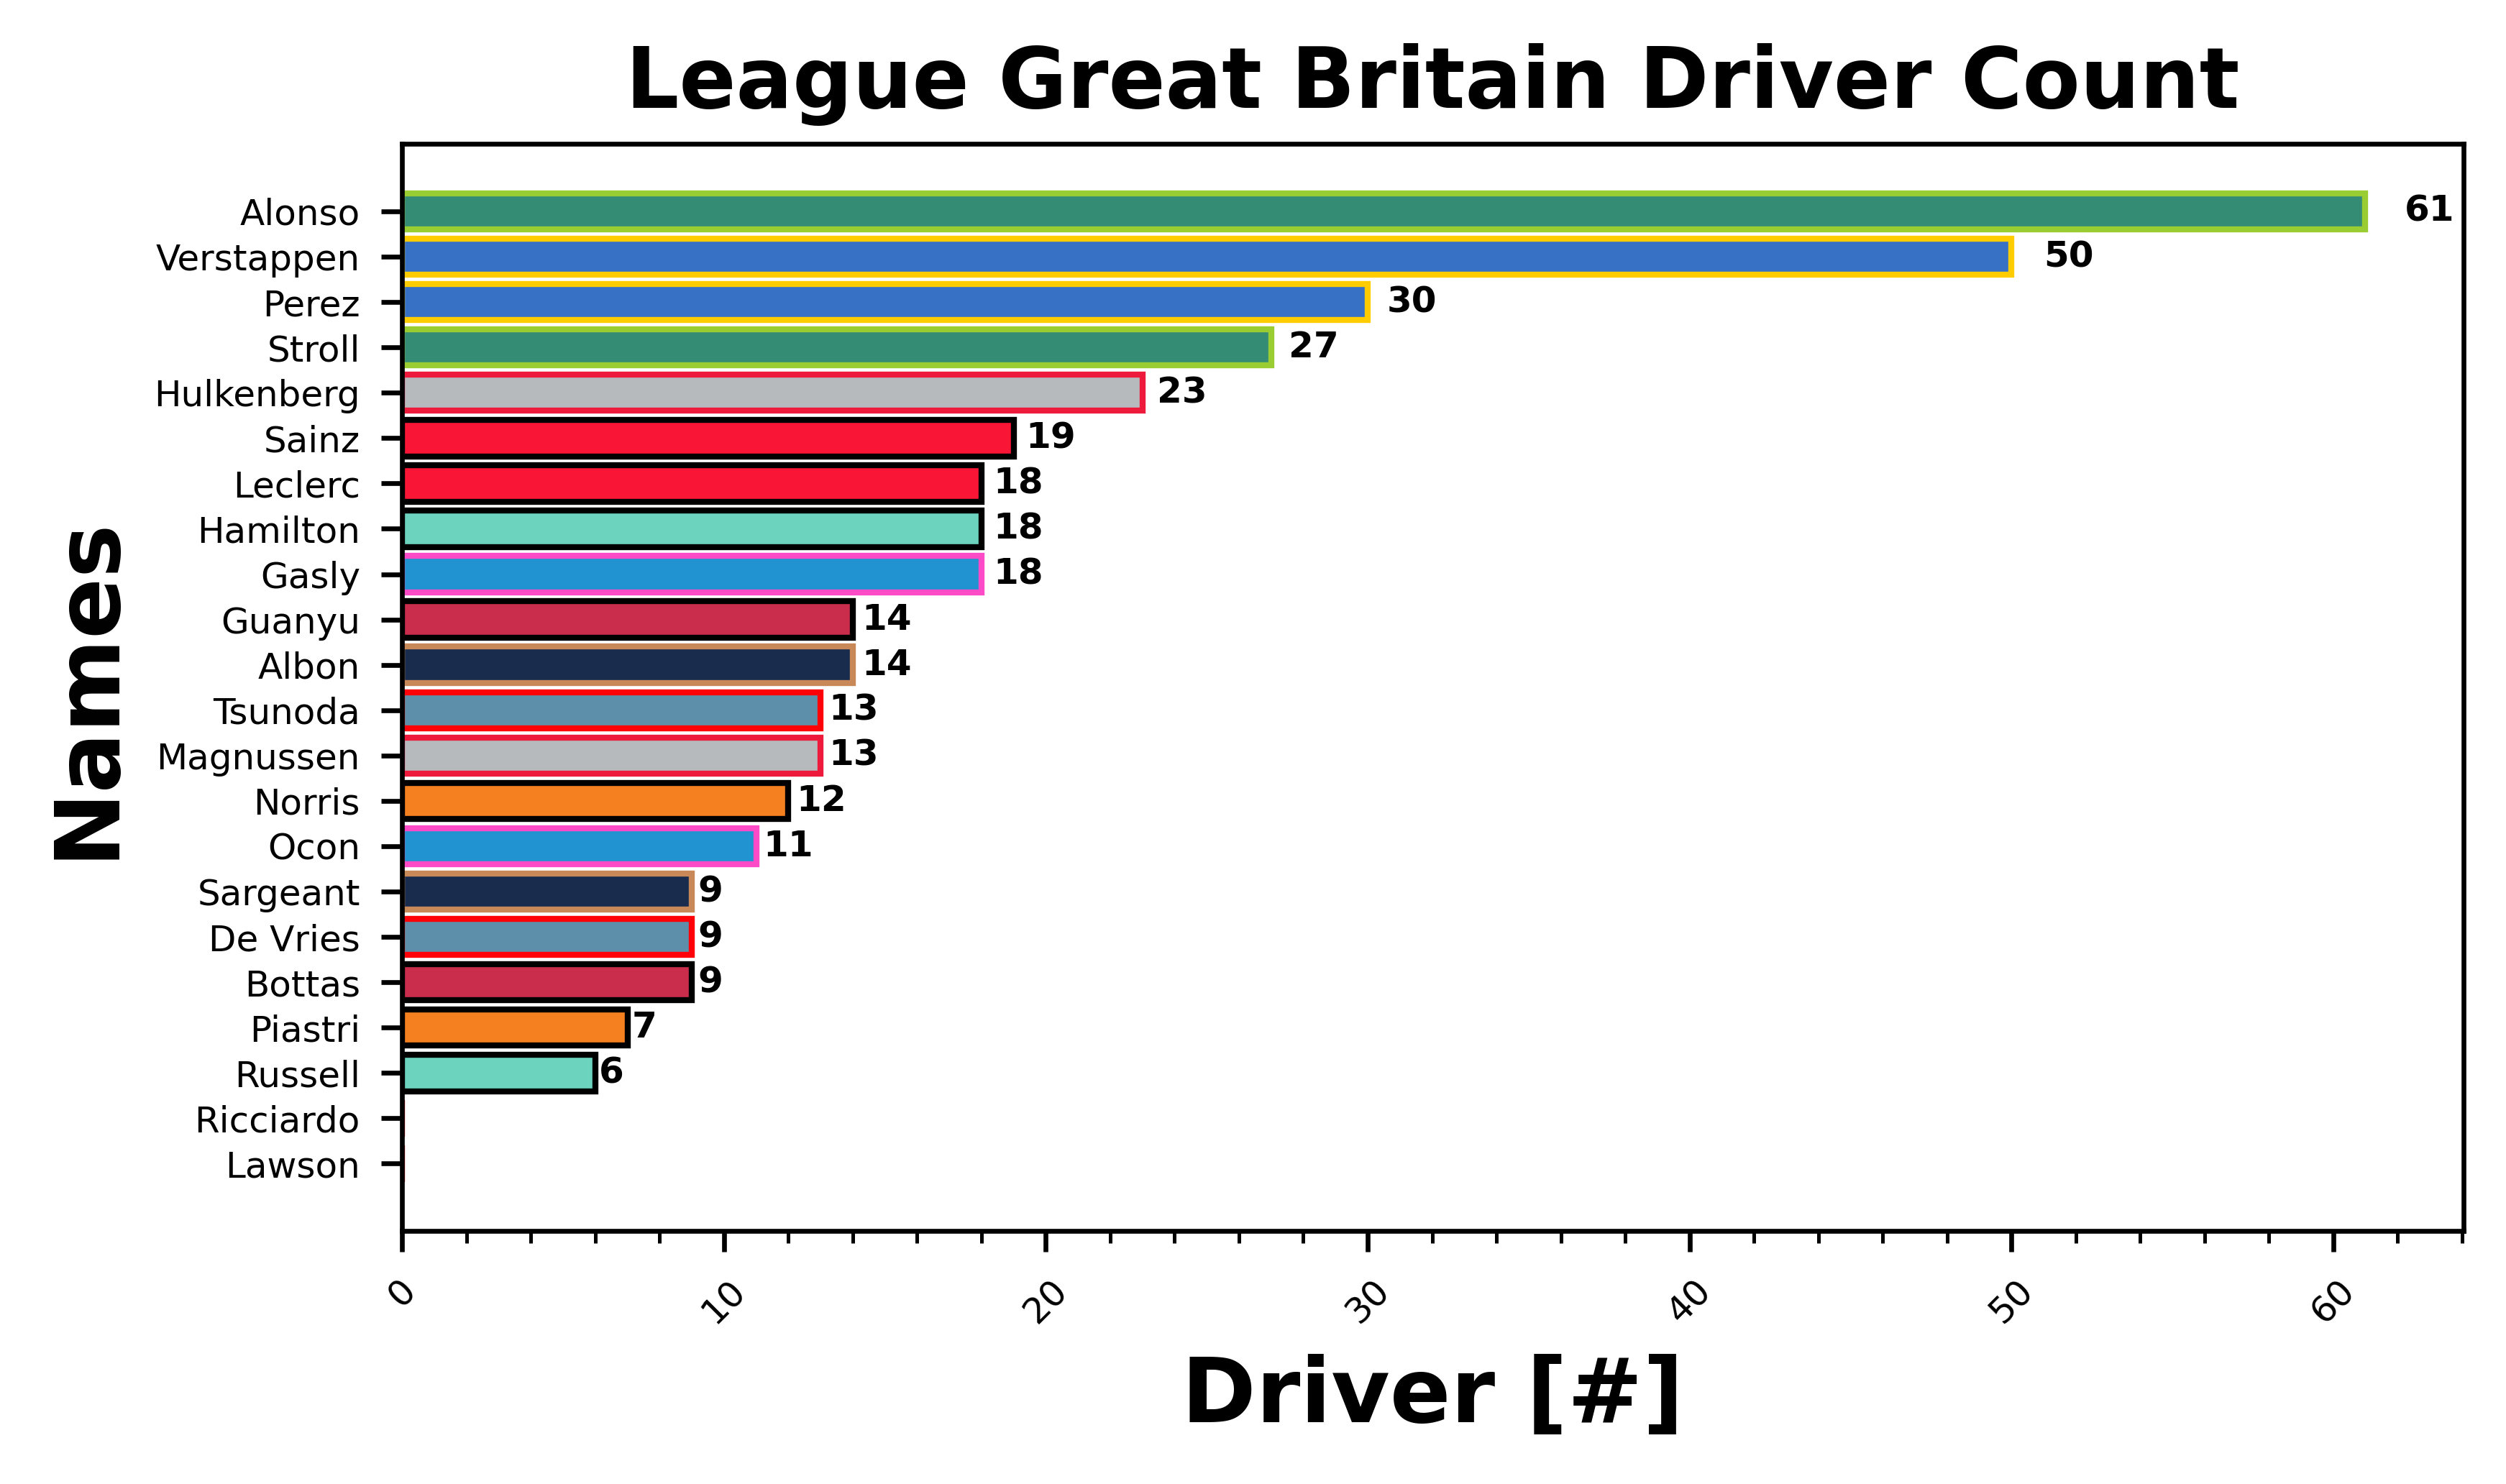 League Great Britain Driver Count
Names
Alonso 61
Verstappen 50
Perez 30
Stroll 27
Hulkenberg 23
Sainz 19
Leclerc 18
Hamilton 18
Gasly 18
Guanyu 14
Albon 14
Tsunoda 13
Magnussen 13
Norris 12
Ocon 11
Sargeant 9
De Vries 9
Bottas 9
Piastri 7
Russell 6
Ricciardo
Lawson
0 10 20 30 40 50 60
Driver [#]